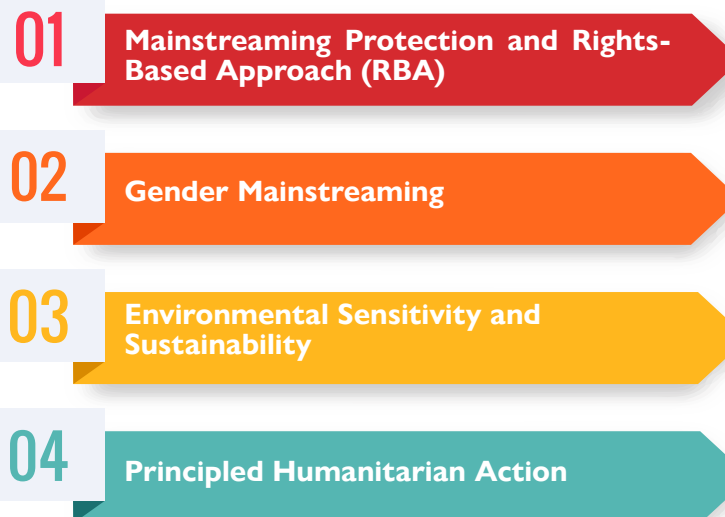 01
Mainstreaming Protection and Rights-
Based Approach (RBA)
02
Gender Mainstreaming
03
Environmental Sensitivity and
Sustainability
04
Principled Humanitarian Action